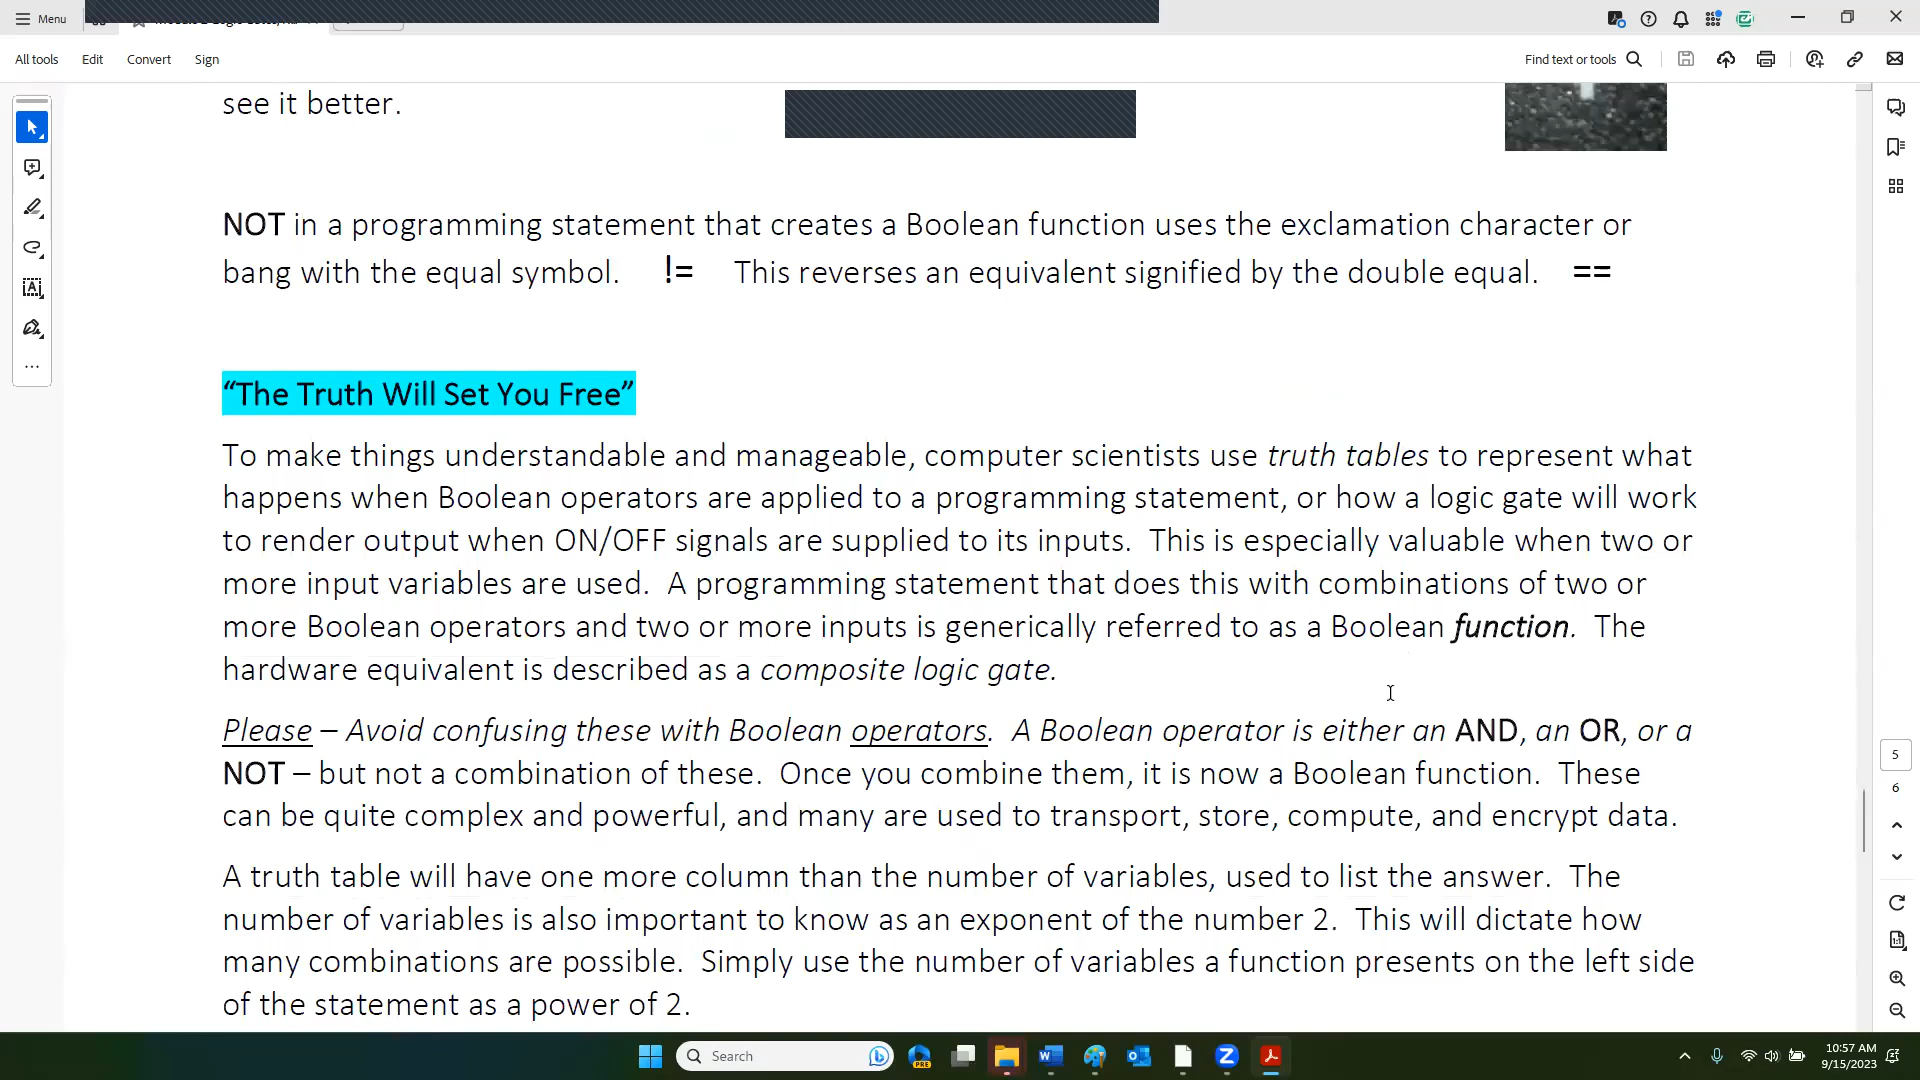 Menu
All tools Edit Convert Sign
Find text or tools
see it better.
NOT in a programming statement that creates a Boolean function uses the exclamation character or
bang with the equal symbol. != This reverses an equivalent signified by the double equal. ==
“The Truth Will Set You Free”
To make things understandable and manageable, computer scientists use truth tables to represent what
happens when Boolean operators are applied to a programming statement, or how a logic gate will work
to render output when ON/OFF signals are supplied to its inputs. This is especially valuable when two or
more input variables are used. A programming statement that does this with combinations of two or
more Boolean operators and two or more inputs is generically referred to as a Boolean function. The
hardware equivalent is described as a composite logic gate.
Please – Avoid confusing these with Boolean operators. A Boolean operator is either an AND, an OR, or a
NOT – but not a combination of these. Once you combine them, it is now a Boolean function. These
can be quite complex and powerful, and many are used to transport, store, compute, and encrypt data.
A truth table will have one more column than the number of variables, used to list the answer. The
number of variables is also important to know as an exponent of the number 2. This will dictate how
many combinations are possible. Simply use the number of variables a function presents on the left side
of the statement as a power of 2.
5
6
Search
10:57 AM
9/15/2023